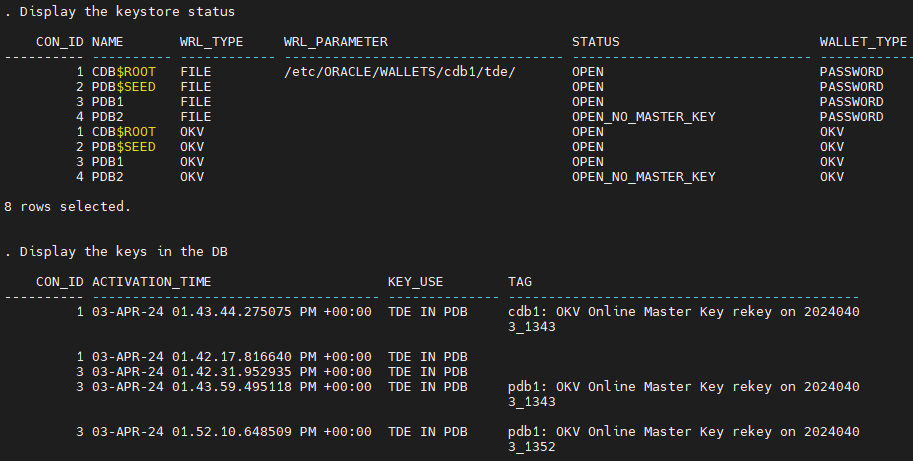 . Display the keystore status
CON_ID NAME WRL_TYPE WRL_PARAMETER STATUS WALLET_TYPE
---------- ---------- ------------ ----------------------------------- ------------------------------ -----------
1 CDB$ROOT FILE /etc/ORACLE/WALLETS/cdb1/tde/ OPEN PASSWORD
2 PDB$SEED FILE OPEN PASSWORD
3 PDB1 FILE OPEN PASSWORD
4 PDB2 FILE OPEN_NO_MASTER_KEY PASSWORD
1 CDB$ROOT OKV OPEN OKV
2 PDB$SEED OKV OPEN OKV
3 PDB1 OKV OPEN OKV
4 PDB2 OKV OPEN_NO_MASTER_KEY OKV
8 rows selected.
. Display the keys in the DB
CON_ID ACTIVATION_TIME KEY_USE TAG
---------- ------------------------------------ -------------- --------------------------------------------
1 03-APR-24 01.43.44.275075 PM +00:00 TDE IN PDB cdb1: OKV Online Master Key rekey on 2024040
3_1343
1 03-APR-24 01.42.17.816640 PM +00:00 TDE IN PDB
3 03-APR-24 01.42.31.952935 PM +00:00 TDE IN PDB
3 03-APR-24 01.43.59.495118 PM +00:00 TDE IN PDB pdb1: OKV Online Master Key rekey on 2024040
3_1343
3 03-APR-24 01.52.10.648509 PM +00:00 TDE IN PDB pdb1: OKV Online Master Key rekey on 2024040
3_1352